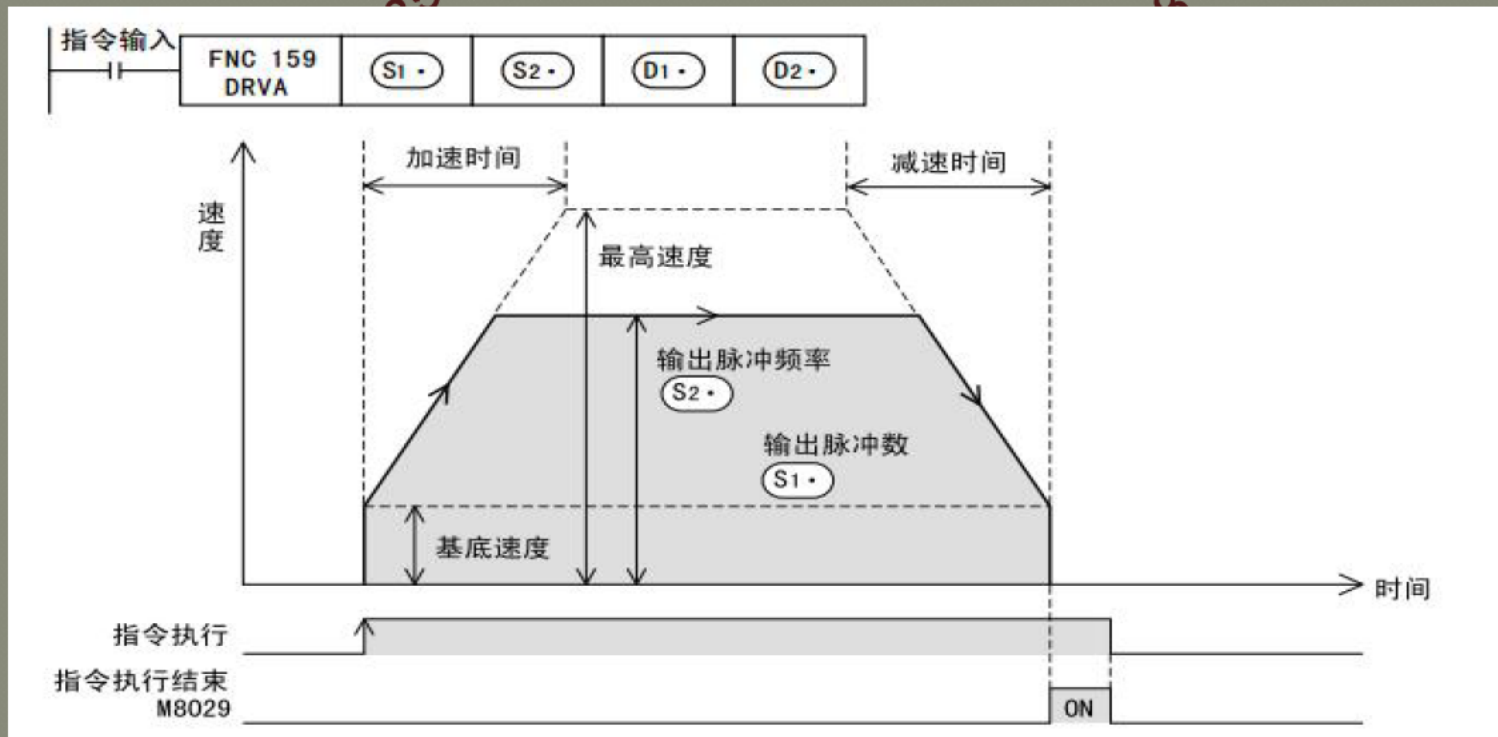 指令输入
FNC 159
DRVA
S1·
S2·
D1·
D2·
加速时间
减速时间
速度
最高速度
输出脉冲频率
S2·
输出脉冲数
S1·
基底速度
时间
指令执行
指令执行结束
M8029
ON